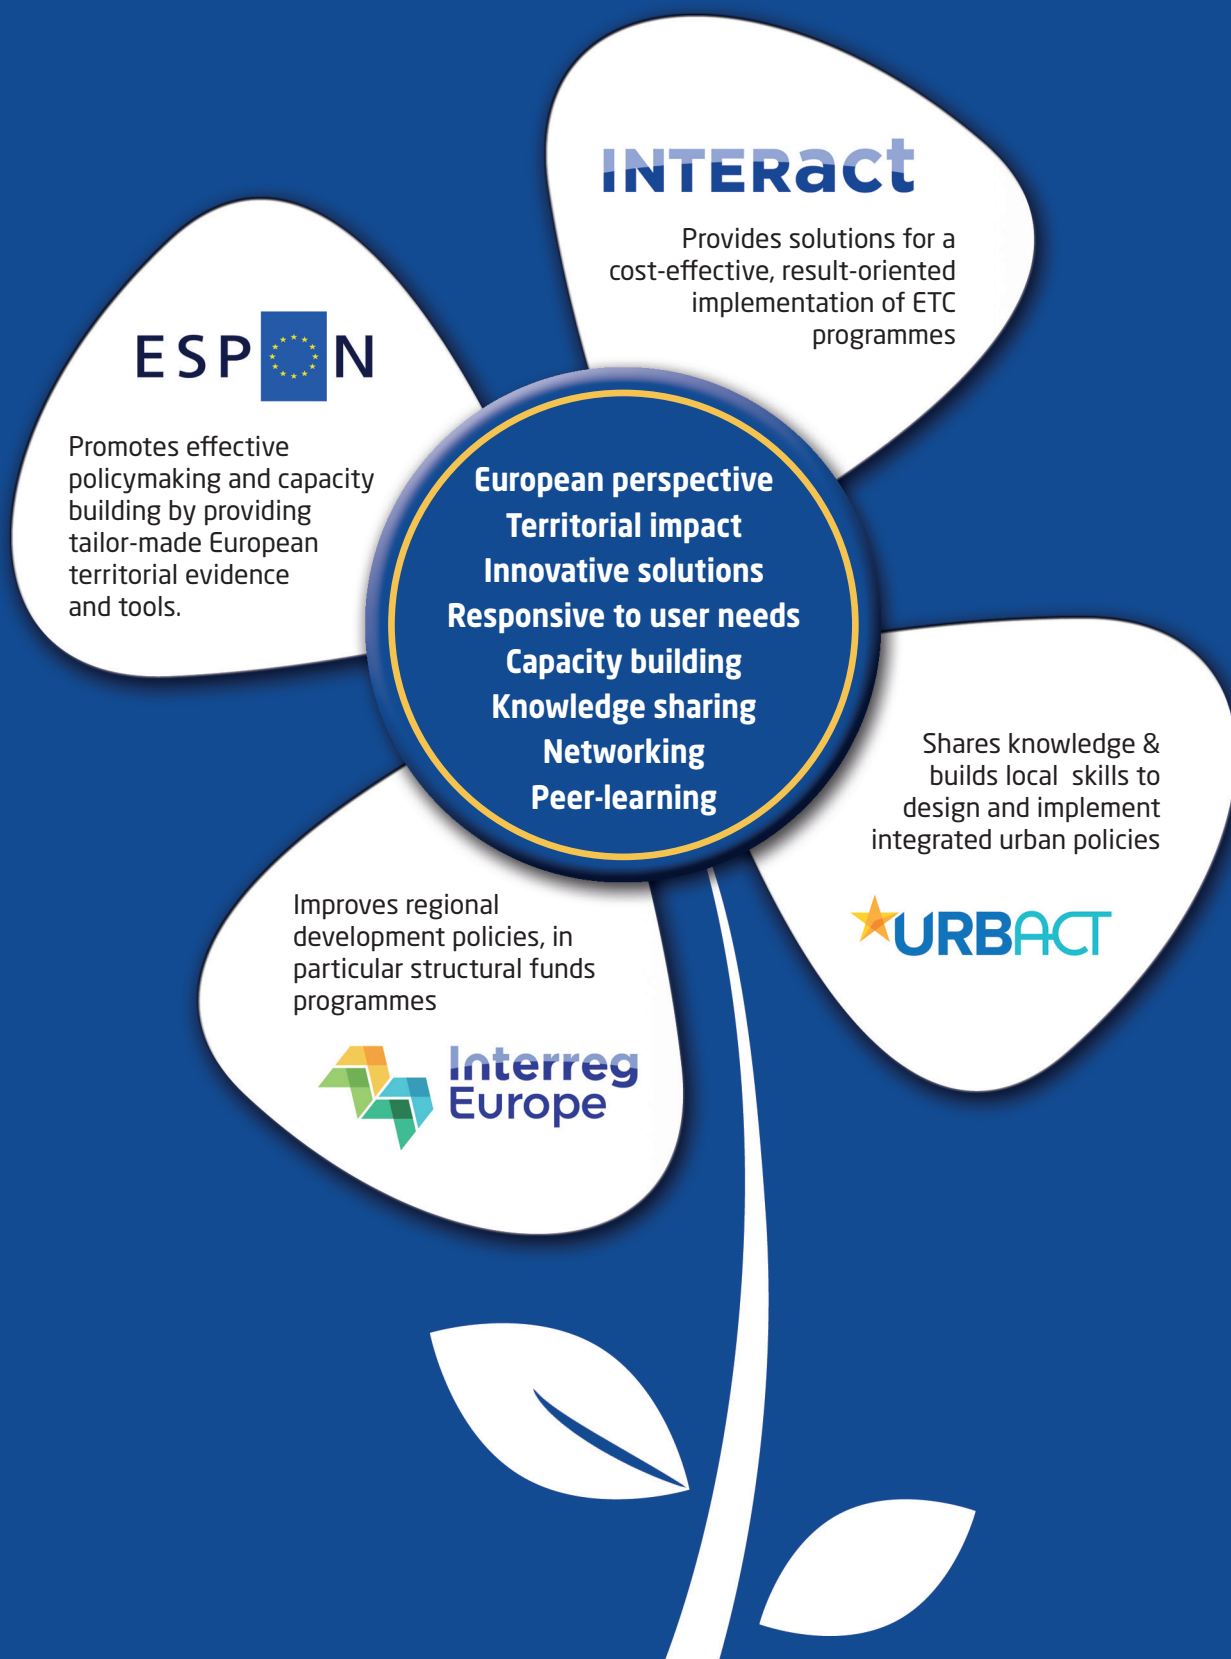 INTERact
Provides solutions for a
cost-effective, result-oriented
implementation of ETC
programmes
ESPON
Promotes effective
policymaking and capacity
building by providing
tailor-made European
territorial evidence
and tools.
European perspective
Territorial impact
Innovative solutions
Responsive to user needs
Capacity building
Knowledge sharing
Networking
Peer-learning
Shares knowledge &
builds local skills to
design and implement
integrated urban policies
URBACT
Improves regional
development policies, in
particular structural funds
programmes
Interreg
Europe